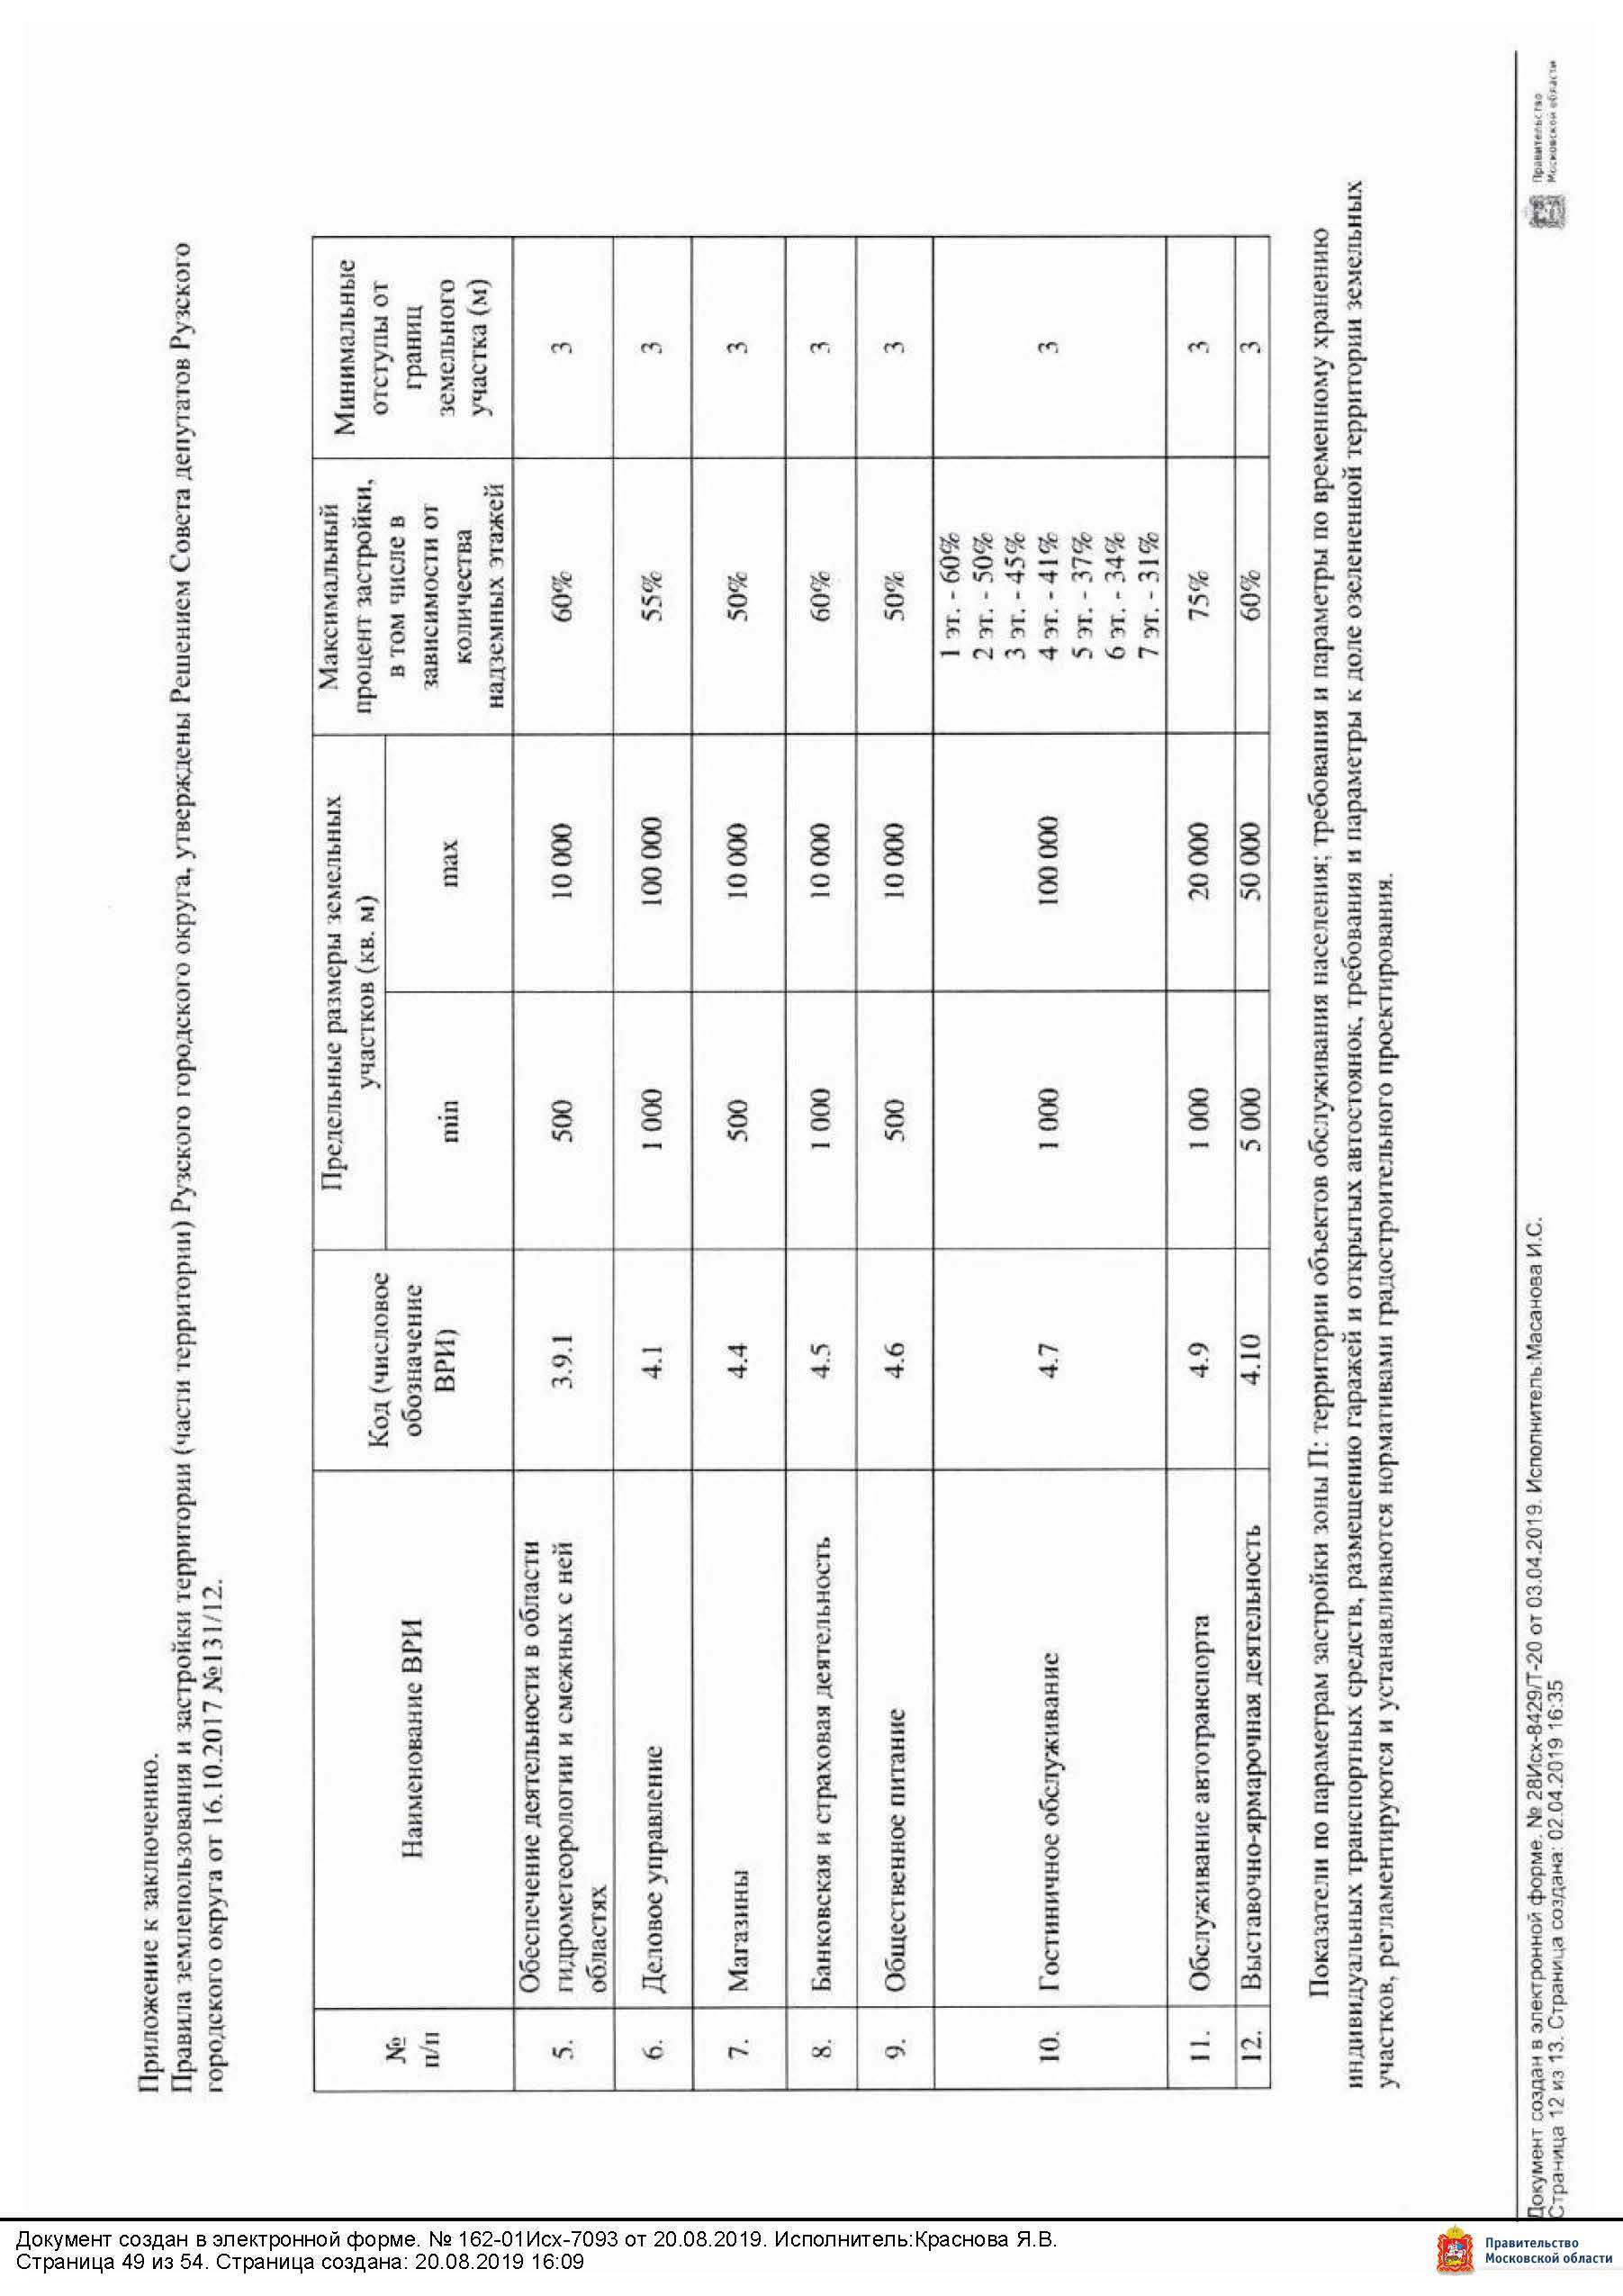 Приложение к заключению.
Правила землепользования и застройки территории (части территории) Рузского городского округа, утверждены Решением Совета депутатов Рузского
городского округа от 16.10.2017 №131/12.
№
п/п
Наименование ВРИ
Код (числовое
обозначение
ВРИ)
Предельные размеры земельных
участков (кв. м)
min
max
Максимальный
процент застройки,
в том числе в
зависимости от
количества
надземных этажей
Минимальные
отступы от
границ
земельного
участка (м)
5.
Обеспечение деятельности в области
гидрометеорологии и смежных с ней
областях
3.9.1
500
10 000
60%
3
6.
Деловое управление
4.1
1 000
100 000
55%
3
7.
Магазины
4.4
500
10 000
50%
3
8.
Банковская и страховая деятельность
4.5
1 000
10 000
60%
3
9.
Общественное питание
4.6
500
10 000
50%
3
10.
Гостиничное обслуживание
4.7
1 000
100 000
1 эт. - 60%
2 эт. - 50%
3 эт. - 45%
4 эт. - 41%
5 эт. - 37%
6 эт. - 34%
7 эт. - 31%
3
11.
Обслуживание автотранспорта
4.9
1 000
20 000
75%
3
12.
Выставочно-ярмарочная деятельность
4.10
5 000
50 000
60%
3
Показатели по параметрам застройки зоны П: территории объектов обслуживания населения; требования и параметры по временному хранению
индивидуальных транспортных средств, размещению гаражей и открытых автостоянок, требования и параметры к доле озелененной территории земельных
участков, регламентируются и устанавливаются нормативами градостроительного проектирования.
Документ создан в электронной форме. № 28Исх-8429/Т-20 от 03.04.2019. Исполнитель:Масанова И.С.
Страница 12 из 13. Страница создана: 02.04.2019 16:35
Правительство
Московской области
Документ создан в электронной форме. № 162-01Исх-7093 от 20.08.2019. Исполнитель:Краснова Я.В.
Страница 49 из 54. Страница создана: 20.08.2019 16:09
Правительство
Московской области